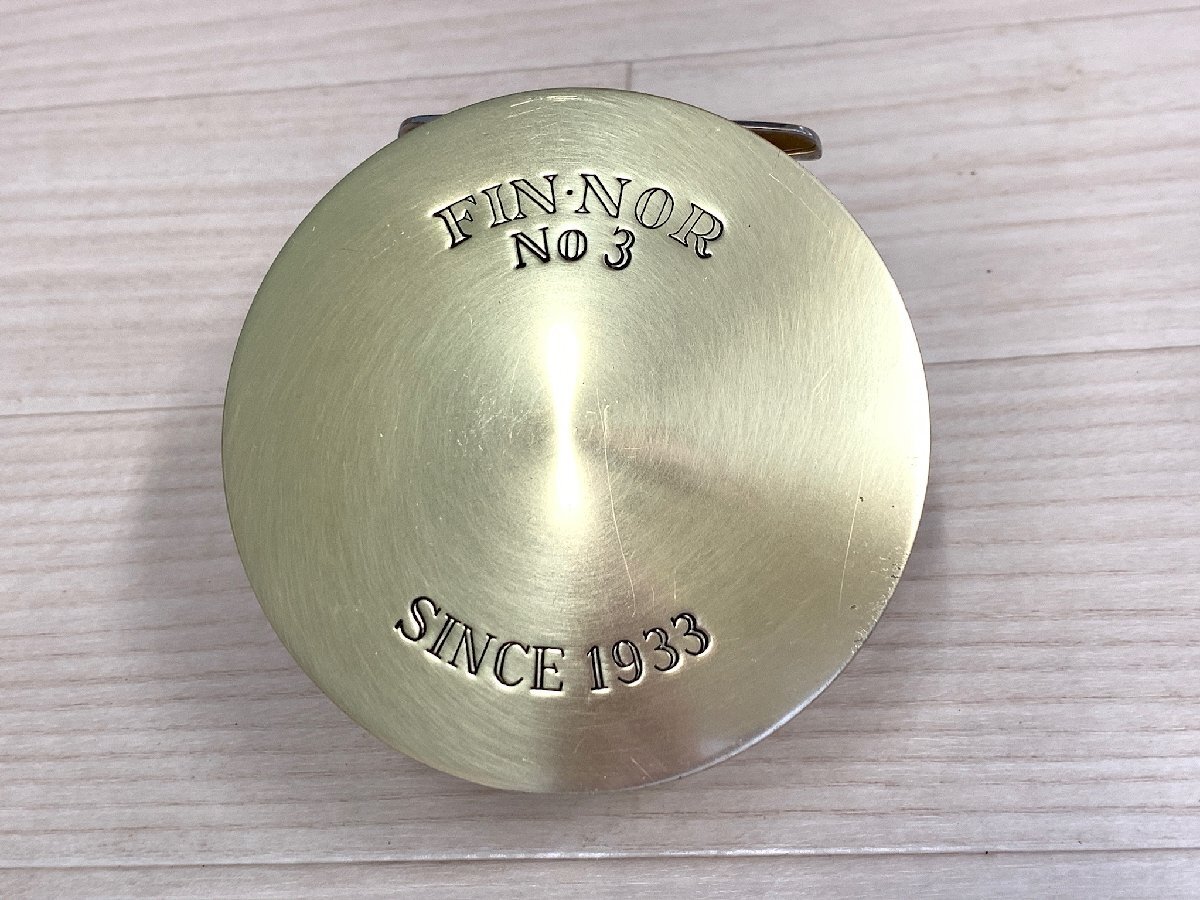 FIN·NOR
No 3
SINCE 1933